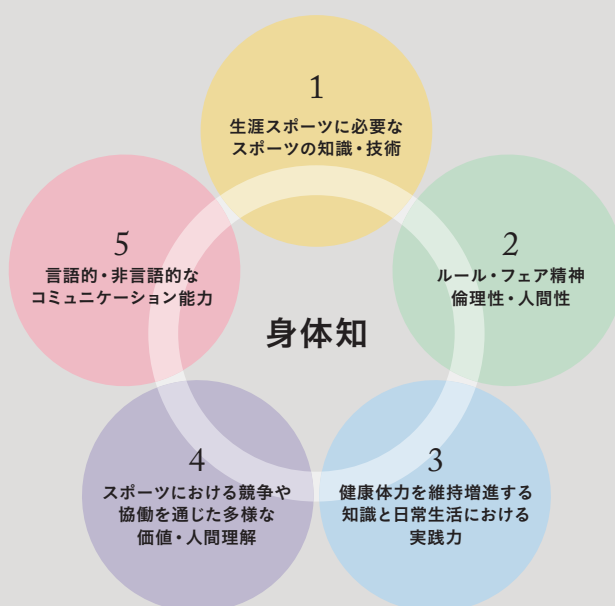 1
生涯スポーツに必要な
スポーツの知識・技術
2
ルール・フェア精神
倫理性・人間性
3
健康体力を維持増進する
知識と日常生活における
実践力
4
スポーツにおける競争や
協働を通じた多様な
価値・人間理解
5
言語的・非言語的な
コミュニケーション能力
身体知